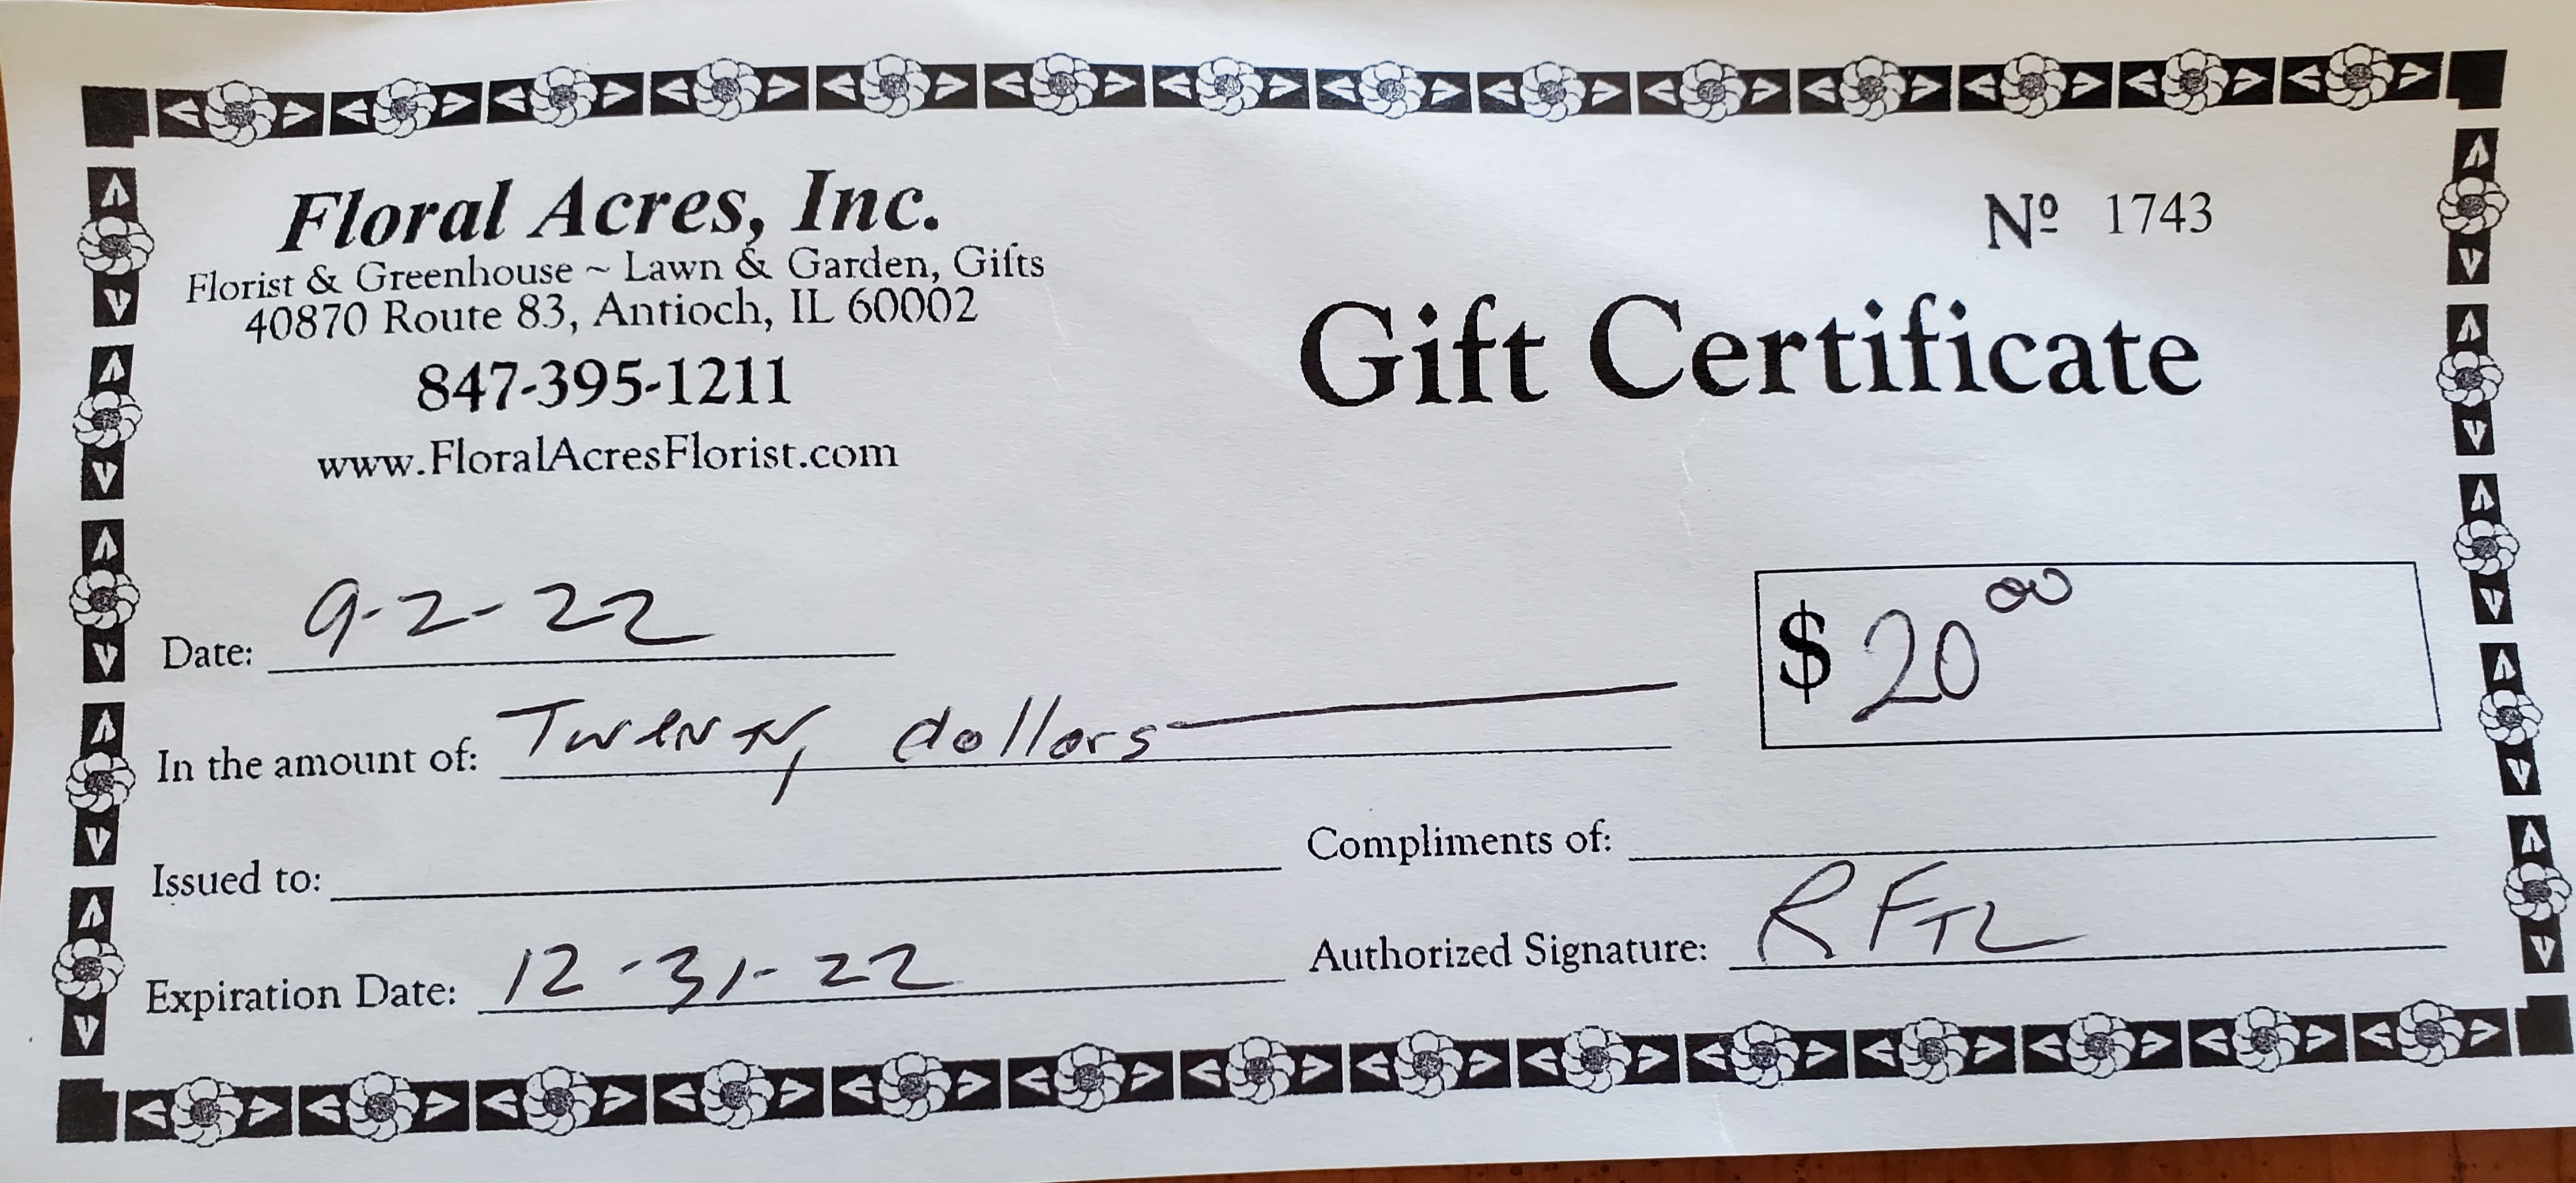 Floral Acres, Inc.
Florist & Greenhouse ~ Lawn & Garden, Gifts
40870 Route 83, Antioch, IL 60002
847-395-1211
www.FloralAcresFlorist.com
Nº 1743
Gift Certificate
Date: 9-2-22
$ 20 00
In the amount of: Twenty dollars
Issued to:
Compliments of:
Expiration Date: 12-31-22
Authorized Signature: